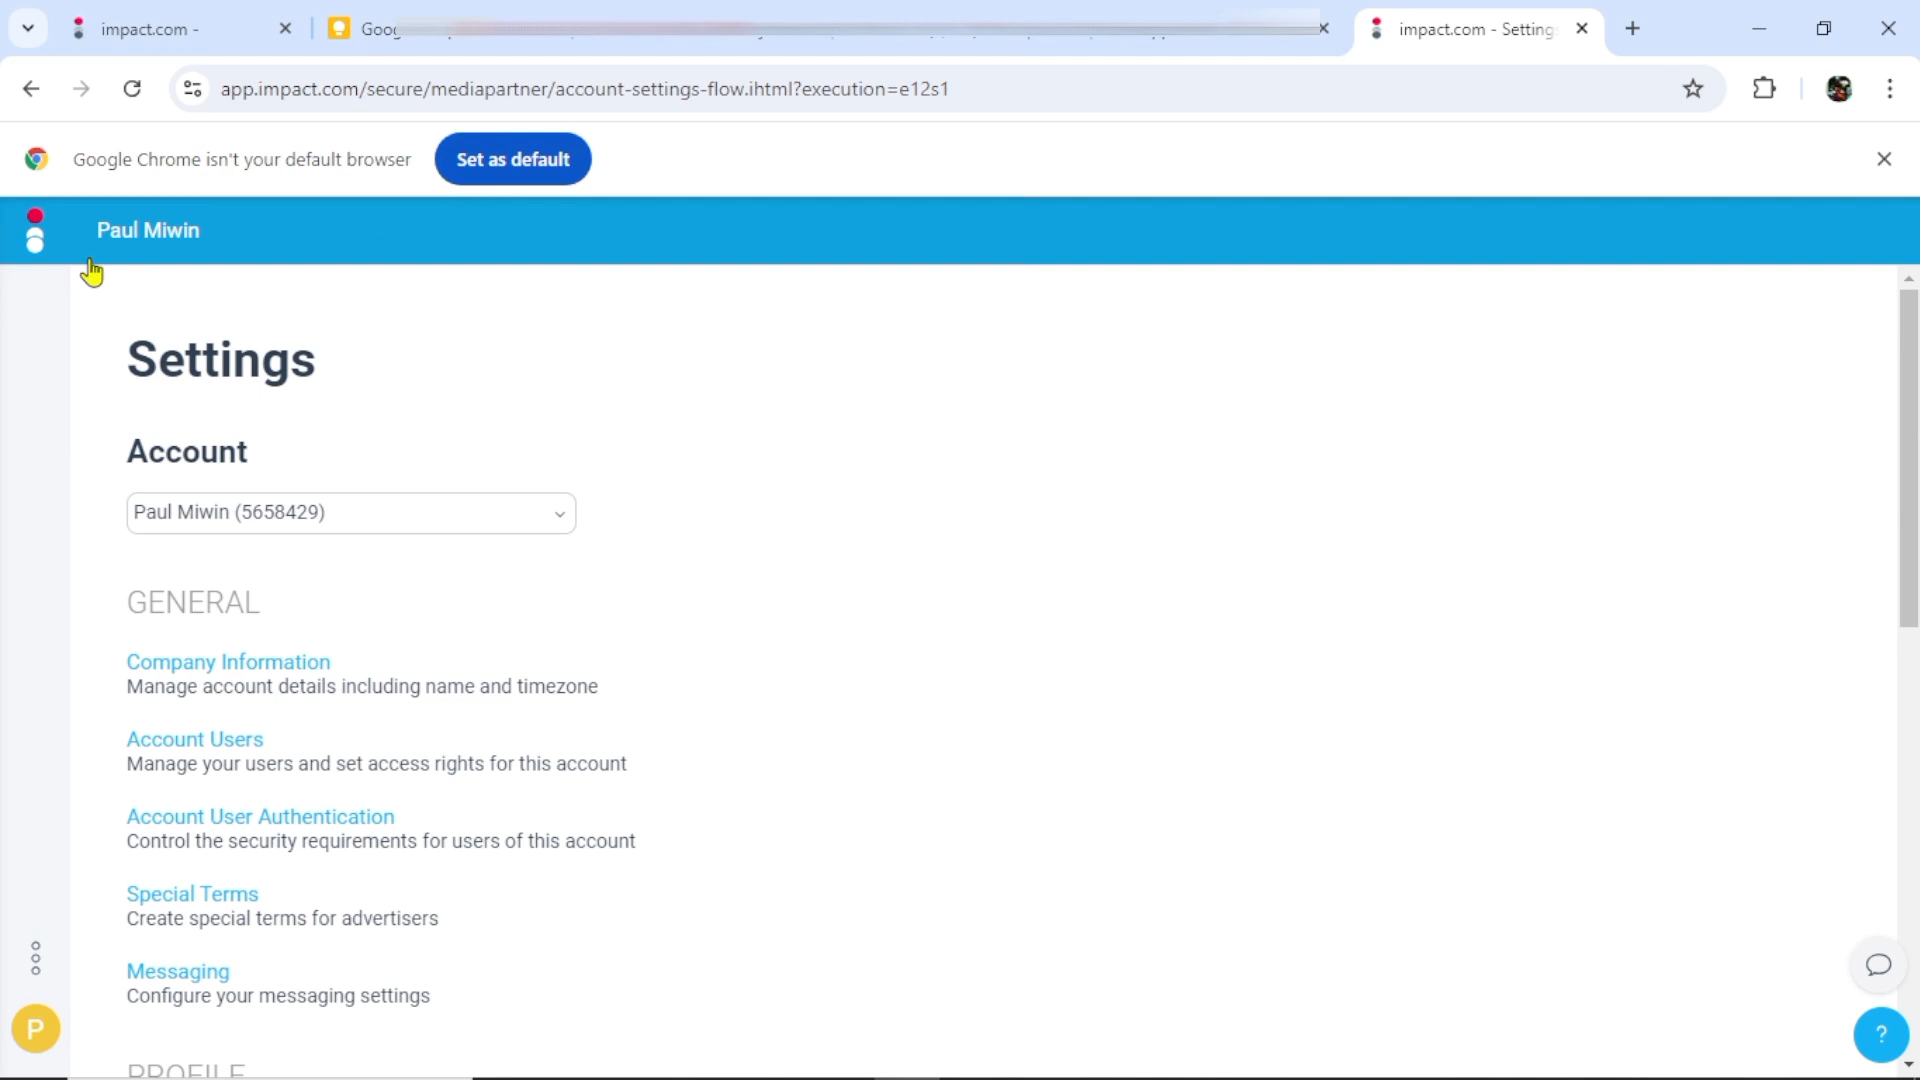 impact.com -
Goog
impact.com - Setting
app.impact.com/secure/mediapartner/account-settings-flow.ihtml?execution=e12s1
Google Chrome isn't your default browser
Set as default
Paul Miwin
Settings
Account
Paul Miwin (5658429)
GENERAL
Company Information
Manage account details including name and timezone
Account Users
Manage your users and set access rights for this account
Account User Authentication
Control the security requirements for users of this account
Special Terms
Create special terms for advertisers
Messaging
Configure your messaging settings
P
?
PROFILE